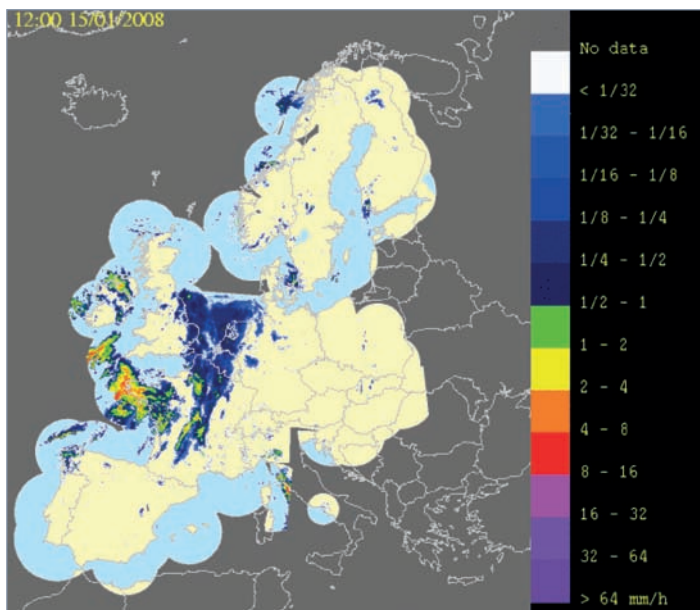 12:00 15/01/2008
No data
< 1/32
1/32 - 1/16
1/16 - 1/8
1/8 - 1/4
1/4 - 1/2
1/2 - 1
1 - 2
2 - 4
4 - 8
8 - 16
16 - 32
32 - 64
> 64 mm/h